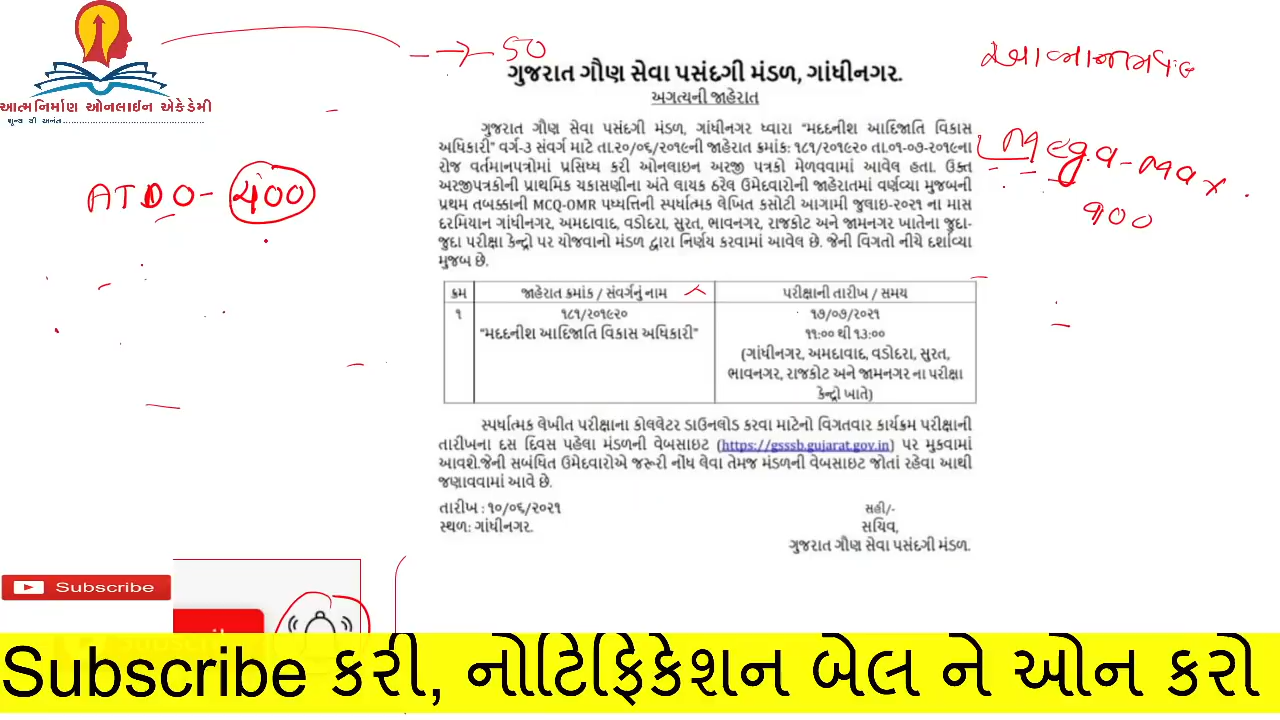 આત્મનિર્માણ ઓનલાઈન એકેડેમી
શૂન્ય થી અનંત
50
ગુજરાત ગૌણ સેવા પસંદગી મંડળ, ગાંધીનગર.
અગત્યની જાહેરાત
ગુજરાત ગૌણ સેવા પસંદગી મંડળ, ગાંધીનગર ધ્વારા “મદદનીશ આદિજાતિ વિકાસ
અધિકારી” વર્ગ-૩ સંવર્ગ માટે તા.૨૦/૦૬/૨૦૧૯ની જાહેરાત ક્રમાંક: ૧૮૧/૨૦૧૯૨૦ તા.૦૧-૦૭-૨૦૧૯ના
રોજ વર્તમાનપત્રોમાં પ્રસિધ્ધ કરી ઓનલાઇન અરજી પત્રકો મેળવવામાં આવેલ હતા. ઉક્ત
અરજીપત્રકોની પ્રાથમિક ચકાસણીના અંતે લાયક ઠરેલ ઉમેદવારોની જાહેરાતમાં વર્ણવ્યા મુજબની
પ્રથમ તબક્કાની MCQ-OMR પધ્ધતિની સ્પર્ધાત્મક લેખિત કસોટી આગામી જુલાઇ-૨૦૨૧ ના માસ
દરમિયાન ગાંધીનગર, અમદાવાદ, વડોદરા, સુરત, ભાવનગર, રાજકોટ અને જામનગર ખાતેના જુદા-
જુદા પરીક્ષા કેન્દ્રો પર યોજવાનો મંડળ દ્વારા નિર્ણય કરવામાં આવેલ છે. જેની વિગતો નીચે દર્શાવ્યા
મુજબ છે.
ATDO-400
Mega-Max
100
ક્રમ જાહેરાત ક્રમાંક / સંવર્ગનું નામ પરીક્ષાની તારીખ / સમય
૧ ૧૮૧/૨૦૧૯૨૦ ૧૭/૦૭/૨૦૨૧
“મદદનીશ આદિજાતિ વિકાસ અધિકારી” ૧૧:૦૦ થી ૧૩:૦૦
(ગાંધીનગર, અમદાવાદ, વડોદરા, સુરત,
ભાવનગર, રાજકોટ અને જામનગર ના પરીક્ષા
કેન્દ્રો ખાતે)
સ્પર્ધાત્મક લેખીત પરીક્ષાના કોલલેટર ડાઉનલોડ કરવા માટેનો વિગતવાર કાર્યક્રમ પરીક્ષાની
તારીખના દસ દિવસ પહેલા મંડળની વેબસાઇટ (https://gsssb.gujarat.gov.in) પર મુકવામાં
આવશે.જેની સંબંધિત ઉમેદવારોએ જરૂરી નોંધ લેવા તેમજ મંડળની વેબસાઇટ જોતાં રહેવા આથી
જણાવવામાં આવે છે.
તારીખ : ૧૦/૦૬/૨૦૨૧
સ્થળ: ગાંધીનગર.
સહી/-
સચિવ,
ગુજરાત ગૌણ સેવા પસંદગી મંડળ.
Subscribe
Subscribe કરી, નોટિફિકેશન બેલ ને ઓન કરો